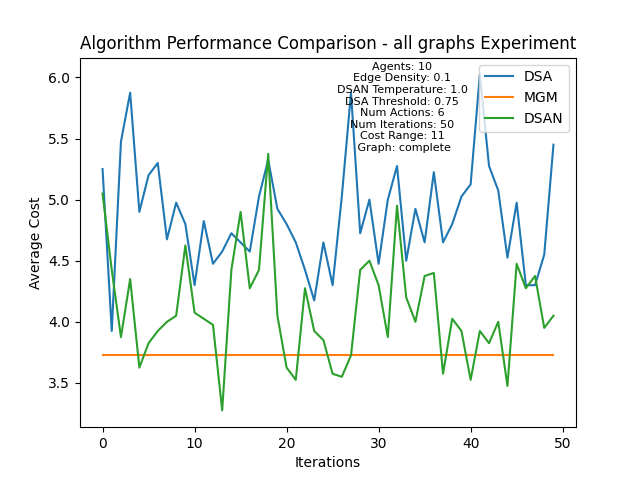 Algorithm Performance Comparison - all graphs Experiment
Agents: 10
Edge Density: 0.1
DSAN Temperature: 1.0
DSA Threshold: 0.75
Num Actions: 6
Num Iterations: 50
Cost Range: 11
Graph: complete
DSA
MGM
DSAN
6.0
5.5
5.0
4.5
4.0
3.5
Average Cost
0
10
20
30
40
50
Iterations